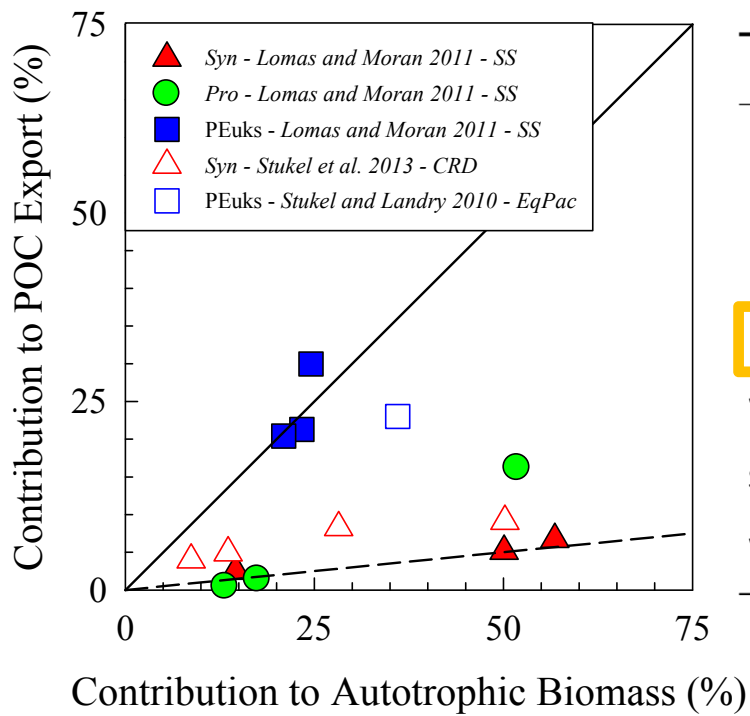 75
Syn - Lomas and Moran 2011 - SS
Pro - Lomas and Moran 2011 - SS
PEuks - Lomas and Moran 2011 - SS
Syn - Stukel et al. 2013 - CRD
PEuks - Stukel and Landry 2010 - EqPac
50
25
0
Contribution to POC Export (%)
0 25 50 75
Contribution to Autotrophic Biomass (%)